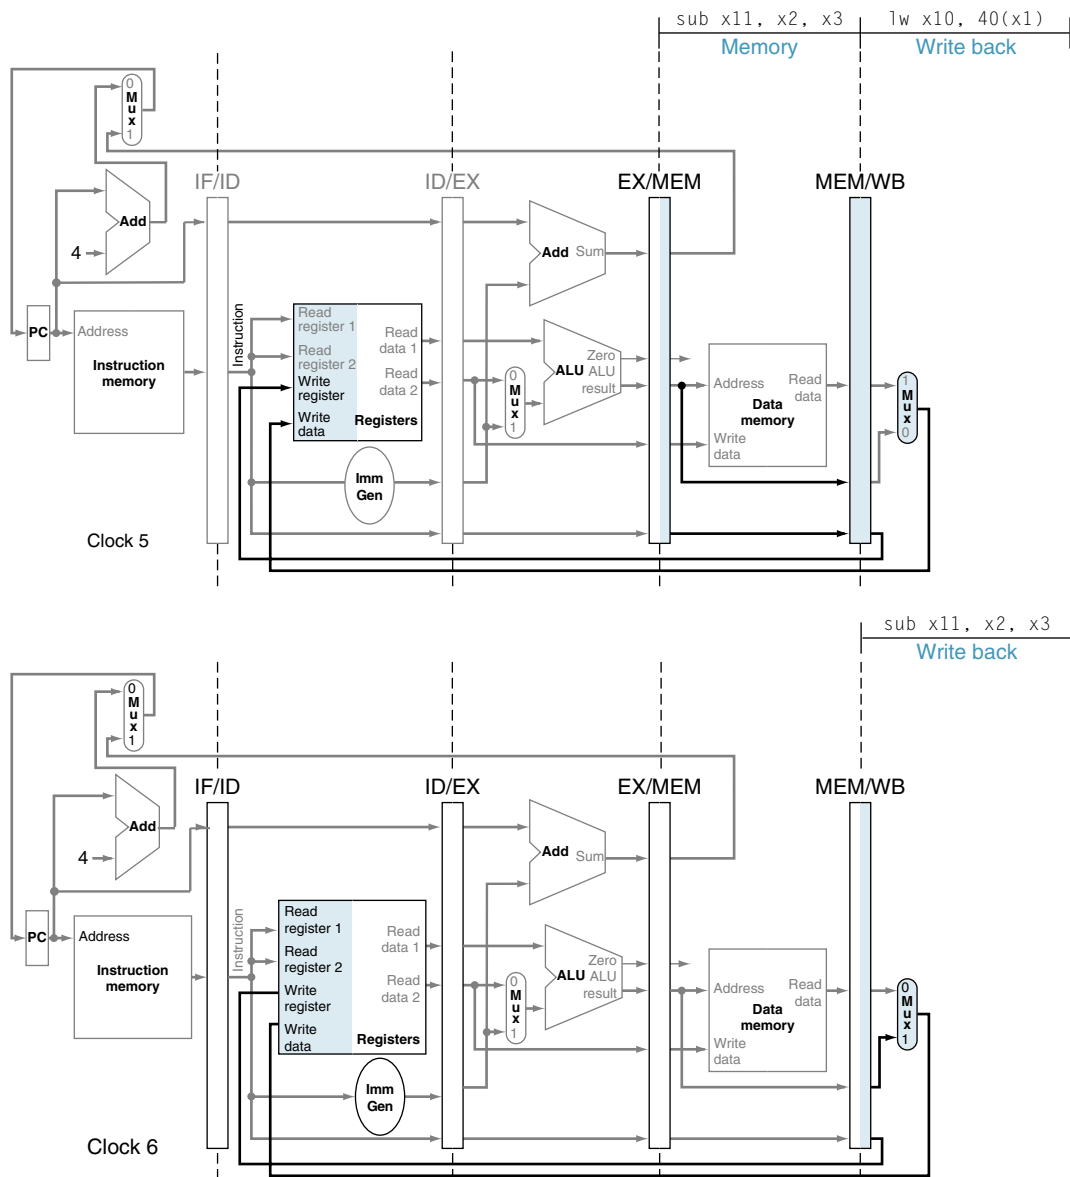 sub x11, x2, x3 lw x10, 40(x1)
Memory Write back
0
Mux
1
IF/ID ID/EX EX/MEM MEM/WB
Add
4
Add Sum
PC
Address
Instruction
memory
Instruction
Read
register 1
Read
register 2
Write
register
Write
data
Read
data 1
Read
data 2
Registers
Imm
Gen
0
Mux
1
Zero
ALU ALU
result
Address
Read
data
Data
memory
Write
data
1
Mux
0
Clock 5
sub x11, x2, x3
Write back
0
Mux
1
IF/ID ID/EX EX/MEM MEM/WB
Add
4
Add Sum
PC
Address
Instruction
memory
Instruction
Read
register 1
Read
register 2
Write
register
Write
data
Read
data 1
Read
data 2
Registers
Imm
Gen
0
Mux
1
Zero
ALU ALU
result
Address
Read
data
Data
memory
Write
data
0
Mux
1
Clock 6